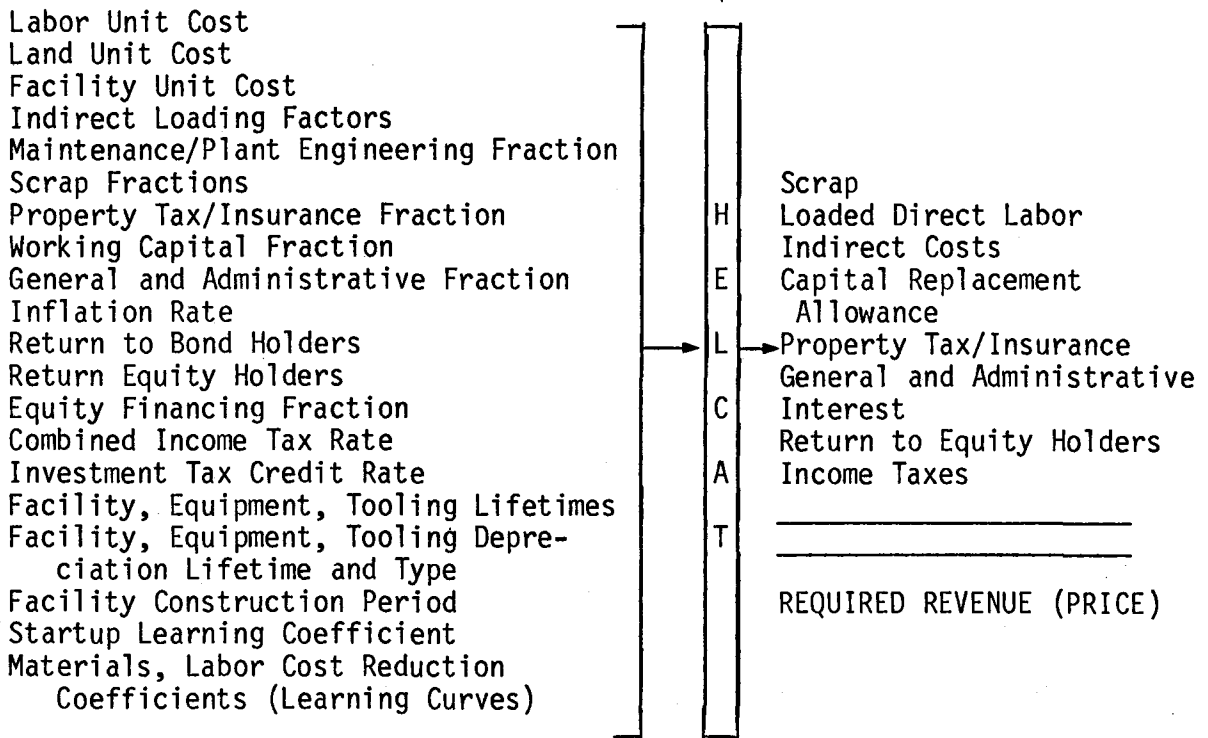 Labor Unit Cost
Land Unit Cost
Facility Unit Cost
Indirect Loading Factors
Maintenance/Plant Engineering Fraction
Scrap Fractions
Property Tax/Insurance Fraction
Working Capital Fraction
General and Administrative Fraction
Inflation Rate
Return to Bond Holders
Return Equity Holders
Equity Financing Fraction
Combined Income Tax Rate
Investment Tax Credit Rate
Facility, Equipment, Tooling Lifetimes
Facility, Equipment, Tooling Depre-
ciation Lifetime and Type
Facility Construction Period
Startup Learning Coefficient
Materials, Labor Cost Reduction
Coefficients (Learning Curves)
H
E
L
C
A
T
Scrap
Loaded Direct Labor
Indirect Costs
Capital Replacement
Allowance
Property Tax/Insurance
General and Administrative
Interest
Return to Equity Holders
Income Taxes
REQUIRED REVENUE (PRICE)